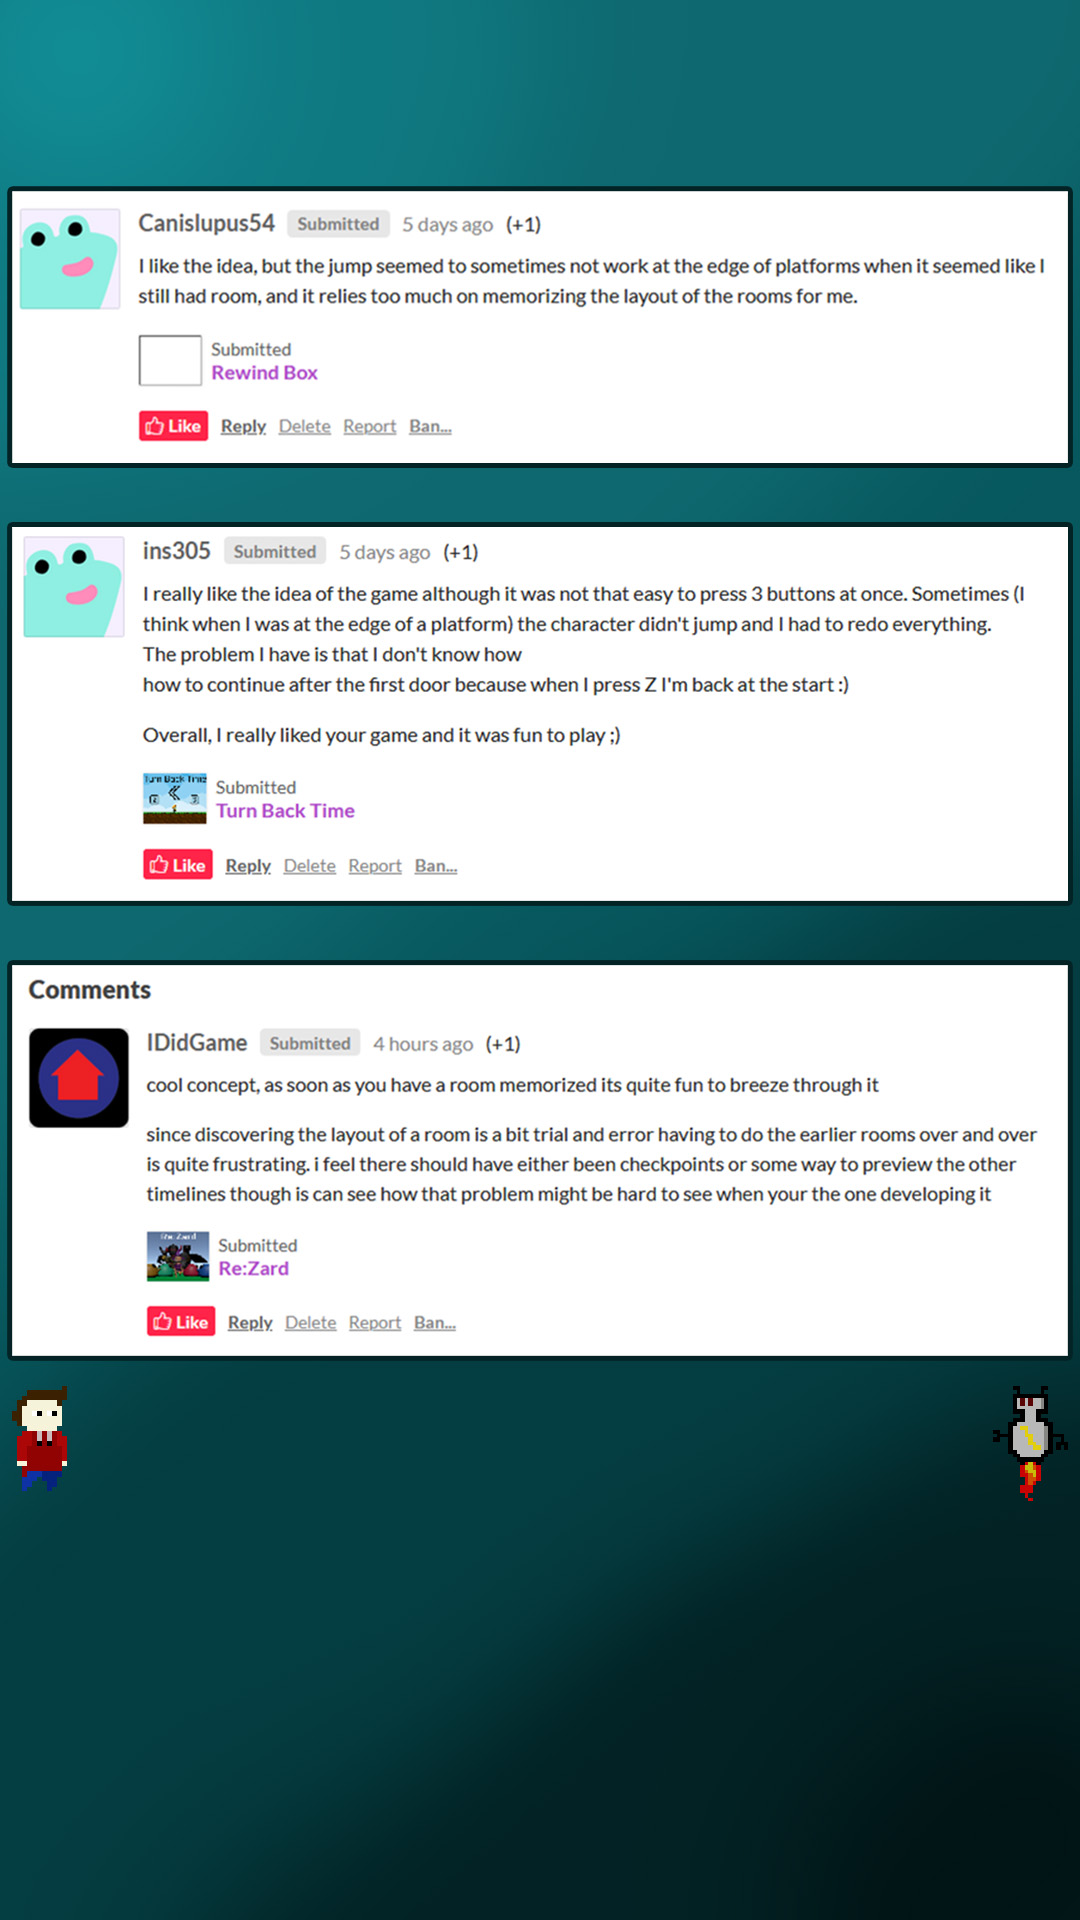 Canislupus54 Submitted 5 days ago (+1)
I like the idea, but the jump seemed to sometimes not work at the edge of platforms when it seemed like I
still had room, and it relies too much on memorizing the layout of the rooms for me.
Submitted
Rewind Box
Like Reply Delete Report Ban...
ins305 Submitted 5 days ago (+1)
I really like the idea of the game although it was not that easy to press 3 buttons at once. Sometimes (I
think when I was at the edge of a platform) the character didn't jump and I had to redo everything.
The problem I have is that I don't know how
how to continue after the first door because when I press Z I'm back at the start :)
Overall, I really liked your game and it was fun to play ;)
Turn Back Time
Submitted
Turn Back Time
Like Reply Delete Report Ban...
Comments
IDidGame Submitted 4 hours ago (+1)
cool concept, as soon as you have a room memorized its quite fun to breeze through it
since discovering the layout of a room is a bit trial and error having to do the earlier rooms over and over
is quite frustrating. i feel there should have either been checkpoints or some way to preview the other
timelines though is can see how that problem might be hard to see when your the one developing it
Re:Zard
Submitted
Re:Zard
Like Reply Delete Report Ban...